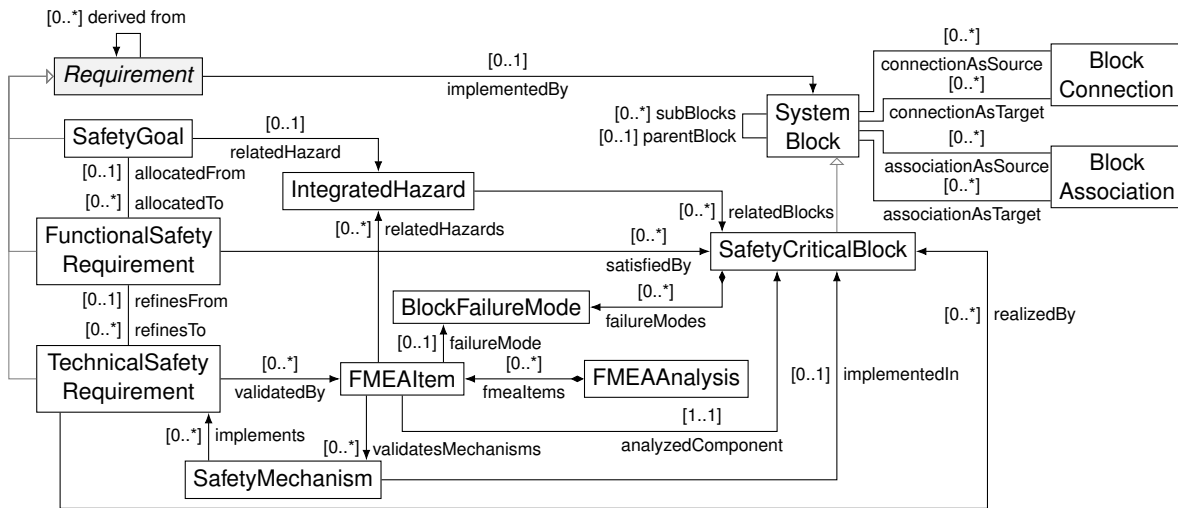 [0..*] derived from
Requirement
[0..1]
implementedBy
[0..*] subBlocks
[0..1] parentBlock
System
Block
[0..*]
connectionAsSource
[0..*]
connectionAsTarget
Block
Connection
[0..*]
associationAsSource
[0..*]
associationAsTarget
Block
Association
SafetyGoal
[0..1]
relatedHazard
[0..1] allocatedFrom
[0..*] allocatedTo
IntegratedHazard
[0..*] relatedBlocks
[0..*] relatedHazards
FunctionalSafety
Requirement
[0..*]
satisfiedBy
SafetyCriticalBlock
[0..1] refinesFrom
[0..*] refinesTo
BlockFailureMode
[0..*]
failureModes
[0..*] realizedBy
[0..1] failureMode
TechnicalSafety
Requirement
[0..*]
validatedBy
FMEAItem
[0..*]
fmeaItems
FMEAAnalysis
[0..1] implementedIn
[1..1]
analyzedComponent
[0..*] implements
[0..*] validatesMechanisms
SafetyMechanism